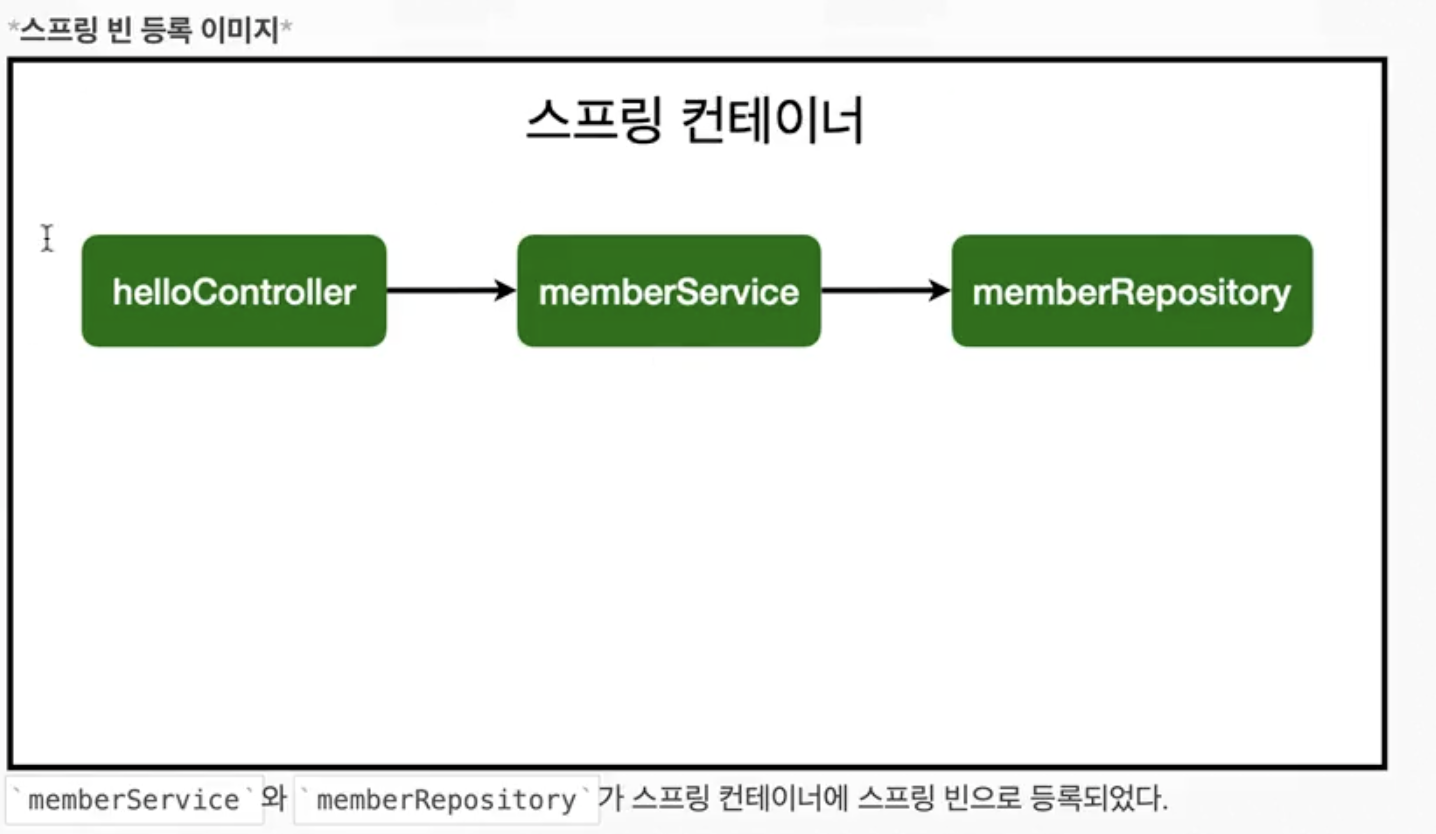 *스프링 빈 등록 이미지*
스프링 컨테이너
helloController
memberService
memberRepository
`memberService`와 `memberRepository`가 스프링 컨테이너에 스프링 빈으로 등록되었다.